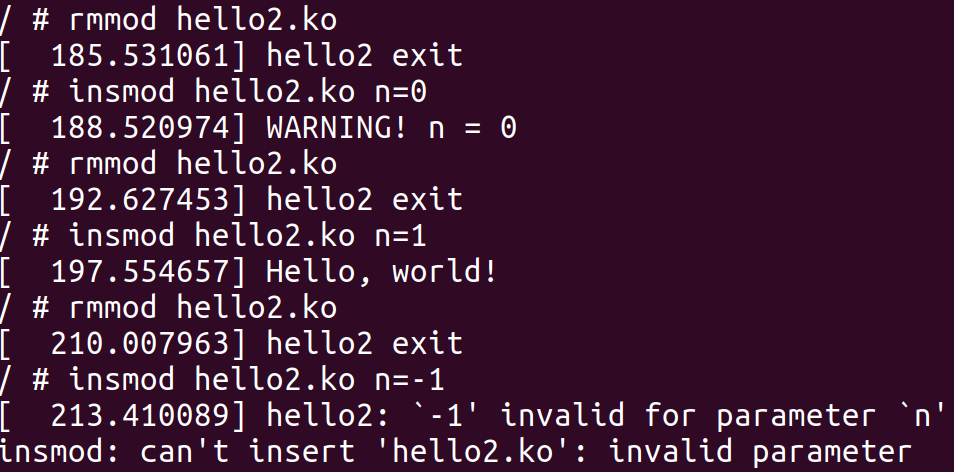 / # rmmod hello2.ko
[  185.531061] hello2 exit
/ # insmod hello2.ko n=0
[  188.520974] WARNING! n = 0
/ # rmmod hello2.ko
[  192.627453] hello2 exit
/ # insmod hello2.ko n=1
[  197.554657] Hello, world!
/ # rmmod hello2.ko
[  210.007963] hello2 exit
/ # insmod hello2.ko n=-1
[  213.410089] hello2: `-1' invalid for parameter `n'
insmod: can't insert 'hello2.ko': invalid parameter